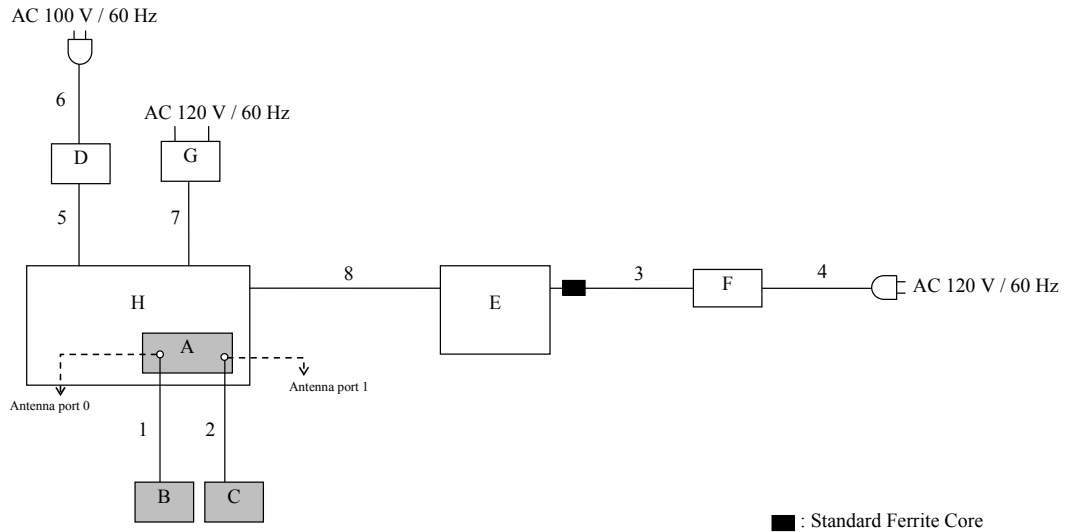 AC 100 V / 60 Hz
6
AC 120 V / 60 Hz
D
G
5
7
8
3
4
H
E
F
AC 120 V / 60 Hz
A
Antenna port 0
Antenna port 1
1
2
B
C
: Standard Ferrite Core